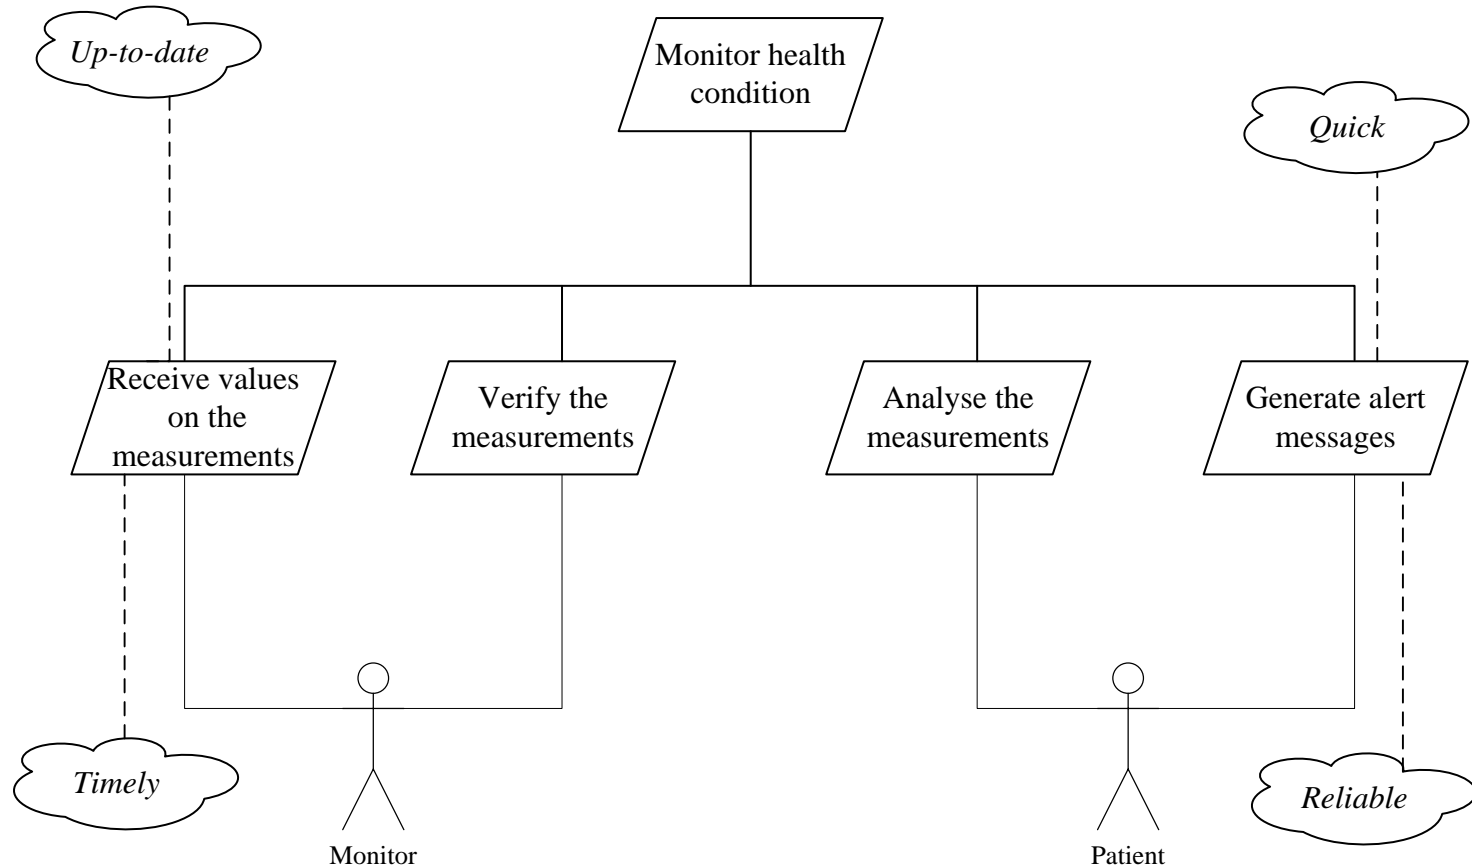 Up-to-date
Monitor health
condition
Quick
Receive values
on the
measurements
Verify the
measurements
Analyse the
measurements
Generate alert
messages
Timely
Reliable
Monitor
Patient